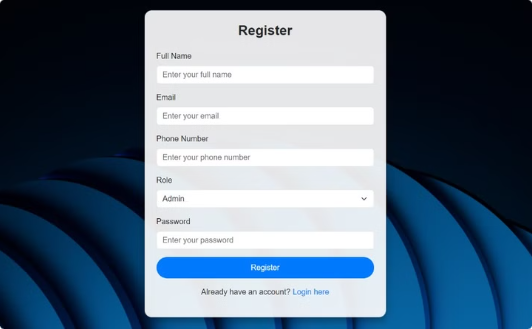 Register
Full Name
Enter your full name
Email
Enter your email
Phone Number
Enter your phone number
Role
Admin
Password
Enter your password
Register
Already have an account? Login here